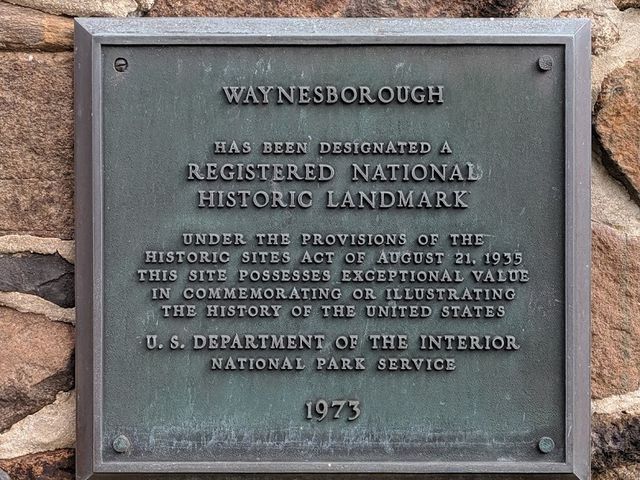 WAYNESBOROUGH
HAS BEEN DESIGNATED A
REGISTERED NATIONAL
HISTORIC LANDMARK
UNDER THE PROVISIONS OF THE
HISTORIC SITES ACT OF AUGUST 21, 1935
THIS SITE POSSESSES EXCEPTIONAL VALUE
IN COMMEMORATING OR ILLUSTRATING
THE HISTORY OF THE UNITED STATES
U. S. DEPARTMENT OF THE INTERIOR
NATIONAL PARK SERVICE
1973